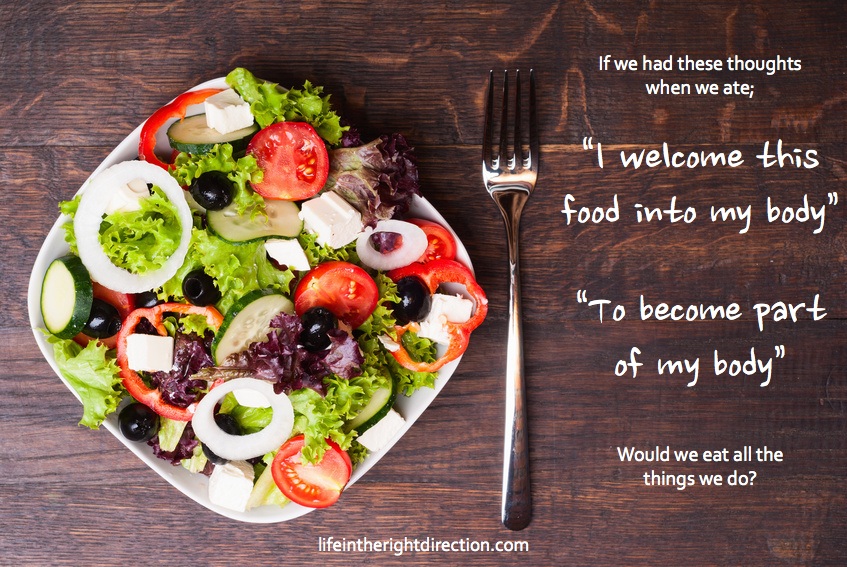 If we had these thoughts
when we ate;
“I welcome this
food into my body”
“To become part
of my body”
Would we eat all the
things we do?
lifeintherightdirection.com